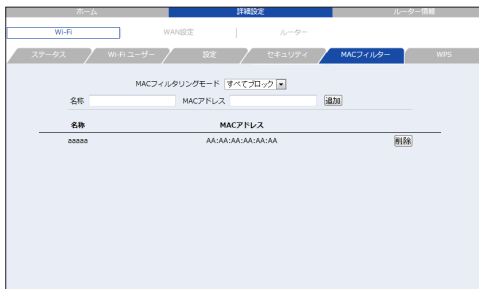 ホーム 詳細設定 ルーター情報
Wi-Fi WAN設定 ルーター
ステータス Wi-Fi ユーザー 設定 セキュリティ MACフィルター WPS
MACフィルタリングモード すべてブロック
名称 MACアドレス 追加
名称 MACアドレス
aaaaa AA:AA:AA:AA:AA:AA 削除